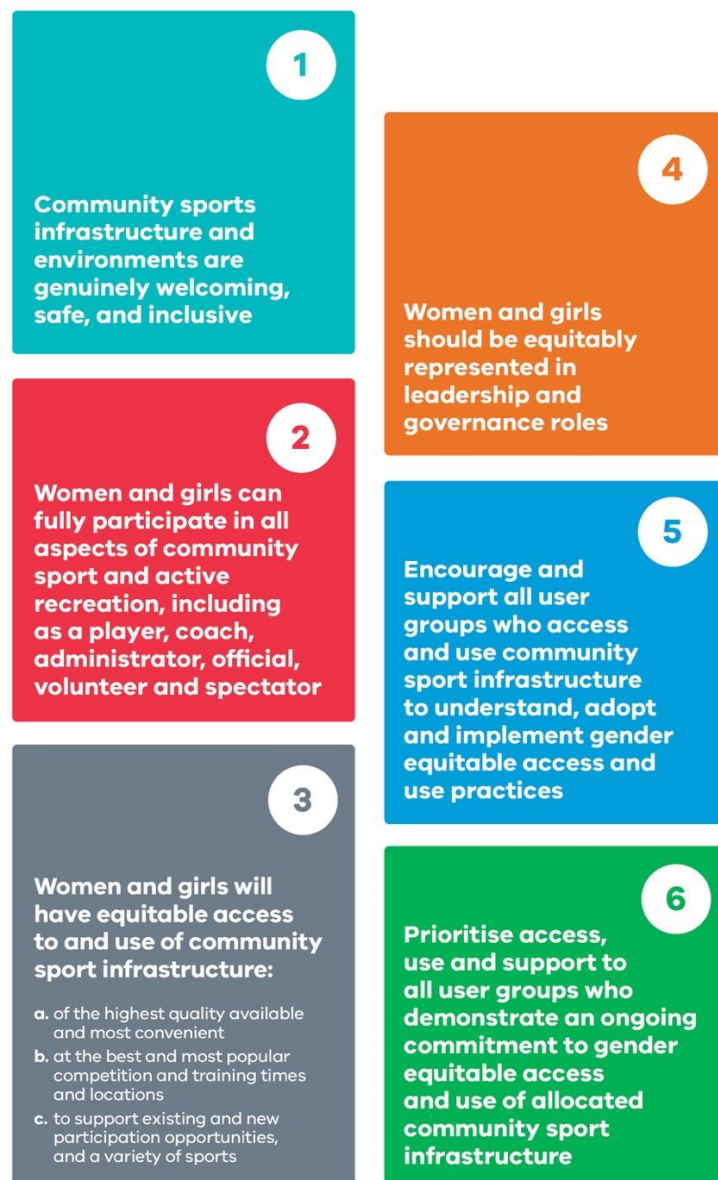 1
Community sports
infrastructure and
environments are
genuinely welcoming,
safe, and inclusive
2
Women and girls can
fully participate in all
aspects of community
sport and active
recreation, including
as a player, coach,
administrator, official,
volunteer and spectator
3
Women and girls will
have equitable access
to and use of community
sport infrastructure:
a. of the highest quality available
and most convenient
b. at the best and most popular
competition and training times
and locations
c. to support existing and new
participation opportunities,
and a variety of sports
4
Women and girls
should be equitably
represented in
leadership and
governance roles
5
Encourage and
support all user
groups who access
and use community
sport infrastructure
to understand, adopt
and implement gender
equitable access and
use practices
6
Prioritise access,
use and support to
all user groups who
demonstrate an ongoing
commitment to gender
equitable access
and use of allocated
community sport
infrastructure